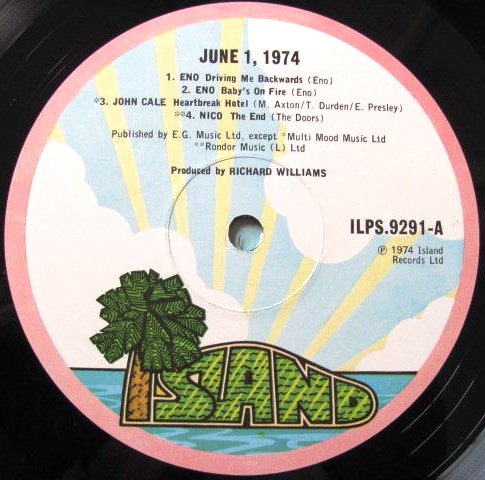 JUNE 1, 1974
1. ENO Driving Me Backwards (Eno)
2. ENO Baby's On Fire (Eno)
*3. JOHN CALE Heartbreak Hotel (M. Axton/T. Durden/E. Presley)
**4. NICO The End (The Doors)
Published by E.G. Music Ltd, except *Multi Mood Music Ltd
**Rondor Music (L) Ltd
Produced by RICHARD WILLIAMS
ILPS.9291-A
℗ 1974 Island
Records Ltd
ISLAND